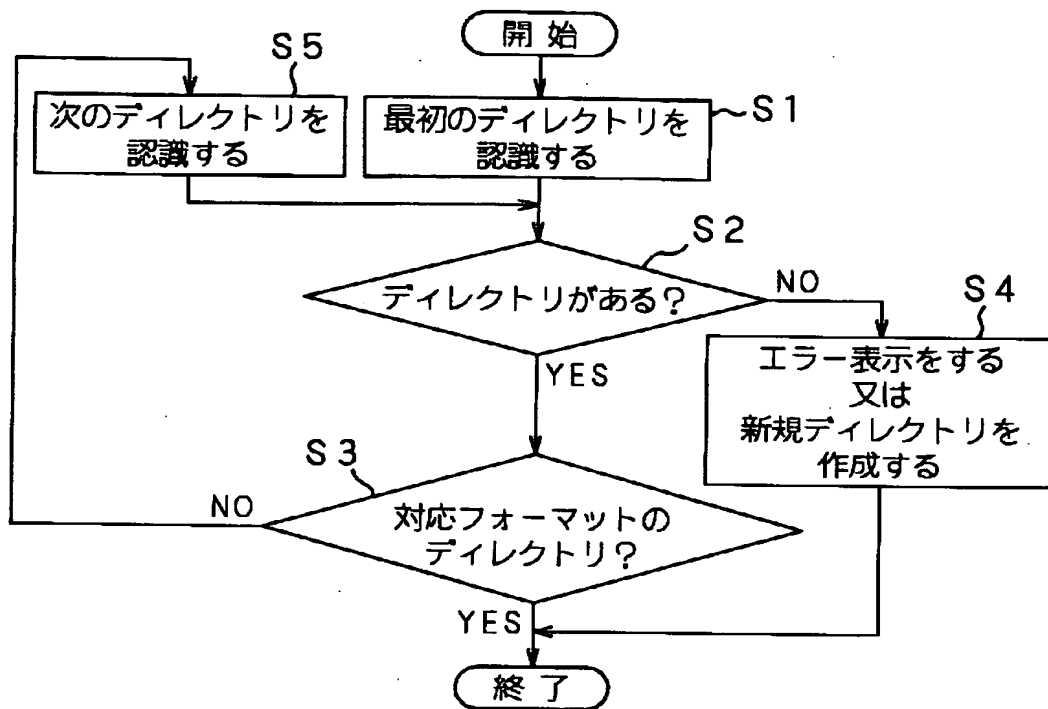 開始
S5
次のディレクトリを
認識する
最初のディレクトリを
認識する
S1
S2
ディレクトリがある?
NO
S4
エラー表示をする
又は
新規ディレクトリを
作成する
YES
S3
NO
対応フォーマットの
ディレクトリ?
YES
終了